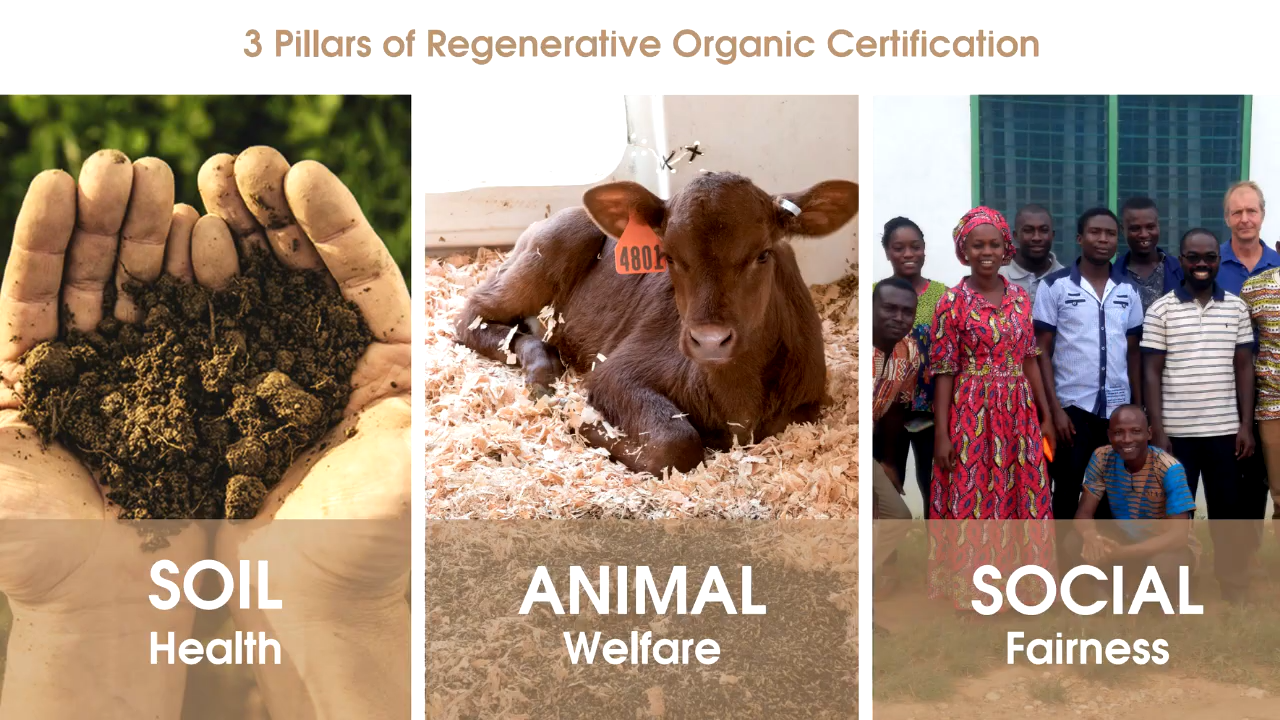 3 Pillars of Regenerative Organic Certification
4801
SOIL
Health
ANIMAL
Welfare
SOCIAL
Fairness